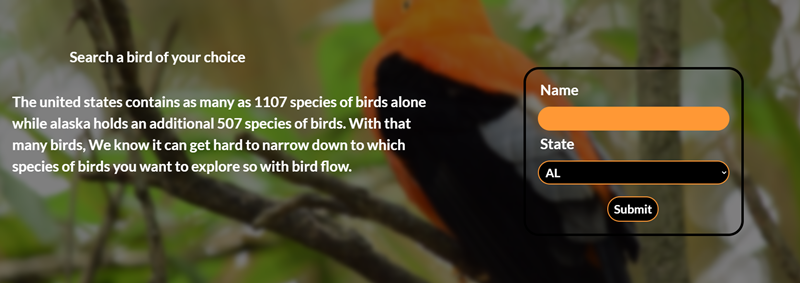 Search a bird of your choice
The united states contains as many as 1107 species of birds alone
while alaska holds an additional 507 species of birds. With that
many birds, We know it can get hard to narrow down to which
species of birds you want to explore so with bird flow.
Name
State
AL
Submit